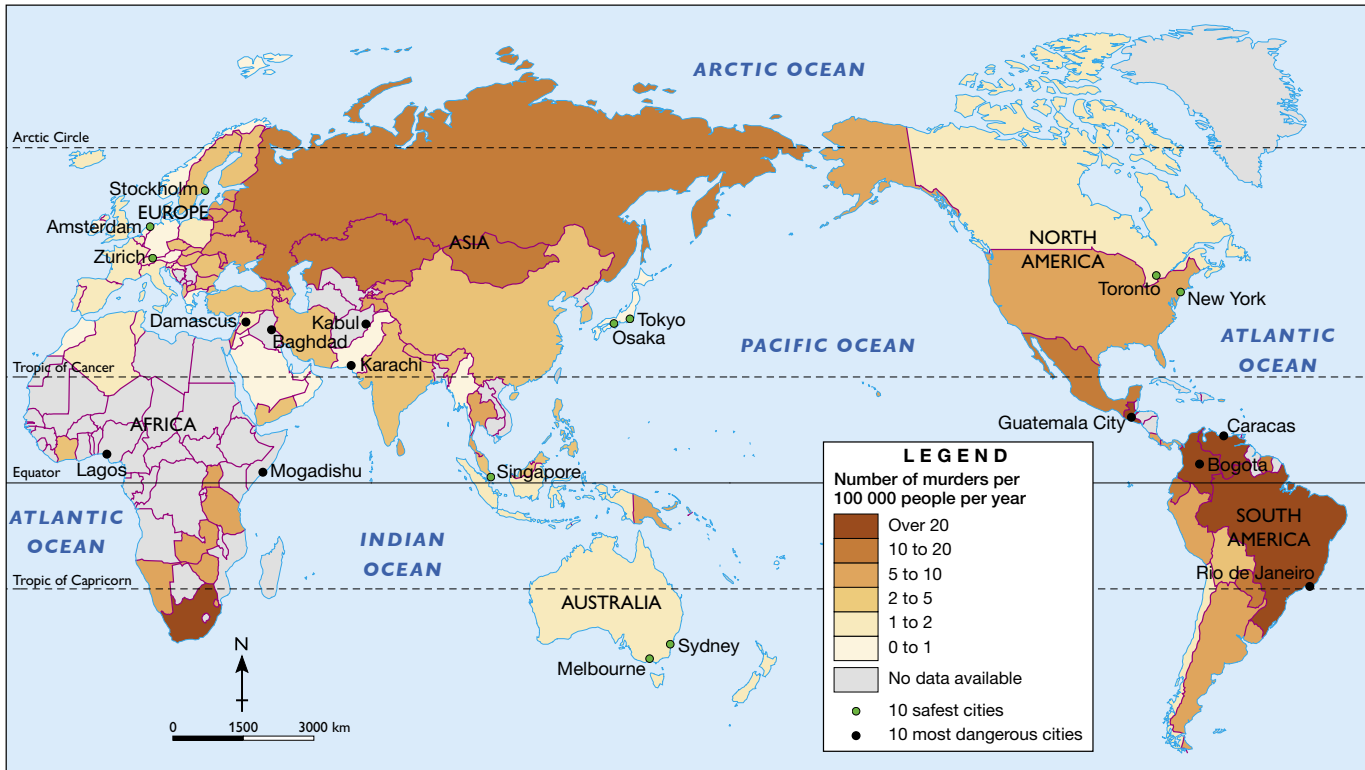 ARCTIC OCEAN
Arctic Circle
Stockholm
EUROPE
Amsterdam
Zurich
ASIA
NORTH
AMERICA
Toronto
New York
Damascus
Kabul
Baghdad
Tokyo
Osaka
Karachi
PACIFIC OCEAN
ATLANTIC
OCEAN
Tropic of Cancer
AFRICA
Guatemala City
Caracas
Lagos
Mogadishu
Singapore
Bogota
Equator
ATLANTIC
OCEAN
INDIAN
OCEAN
SOUTH
AMERICA
Rio de Janeiro
Tropic of Capricorn
AUSTRALIA
Sydney
Melbourne
N
0 1500 3000 km
LEGEND
Number of murders per
100 000 people per year
Over 20
10 to 20
5 to 10
2 to 5
1 to 2
0 to 1
No data available
10 safest cities
10 most dangerous cities